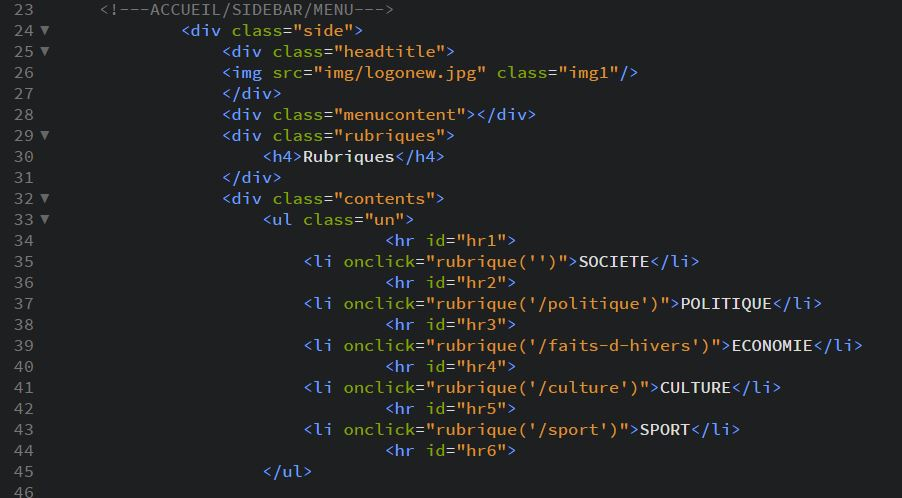 23 <!---ACCUEIL/SIDEBAR/MENU--->
24 <div class="side">
25 <div class="headtitle">
26 <img src="img/logonew.jpg" class="img1"/>
27 </div>
28 <div class="menucontent"></div>
29 <div class="rubriques">
30 <h4>Rubriques</h4>
31 </div>
32 <div class="contents">
33 <ul class="un">
34 <hr id="hr1">
35 <li onclick="rubrique('')">SOCIETE</li>
36 <hr id="hr2">
37 <li onclick="rubrique('/politique')">POLITIQUE</li>
38 <hr id="hr3">
39 <li onclick="rubrique('/faits-d-hivers')">ECONOMIE</li>
40 <hr id="hr4">
41 <li onclick="rubrique('/culture')">CULTURE</li>
42 <hr id="hr5">
43 <li onclick="rubrique('/sport')">SPORT</li>
44 <hr id="hr6">
45 </ul>
46